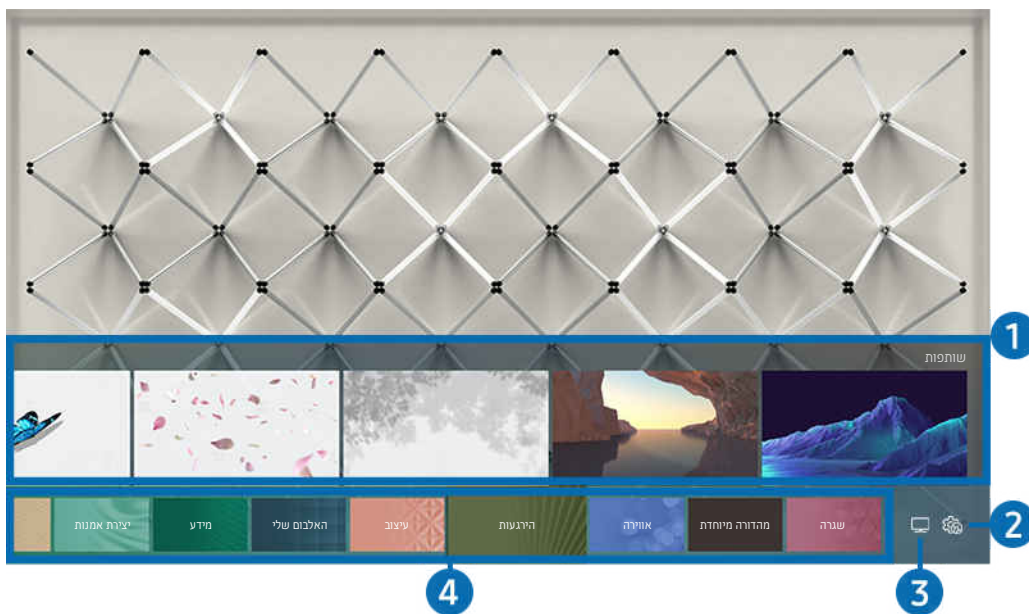 שותפות
1
שגרה
מהדורה מיוחדת
אווירה
הירגעות
עיצוב
האלבום שלי
מידע
יצירת אמנות
2
3
4